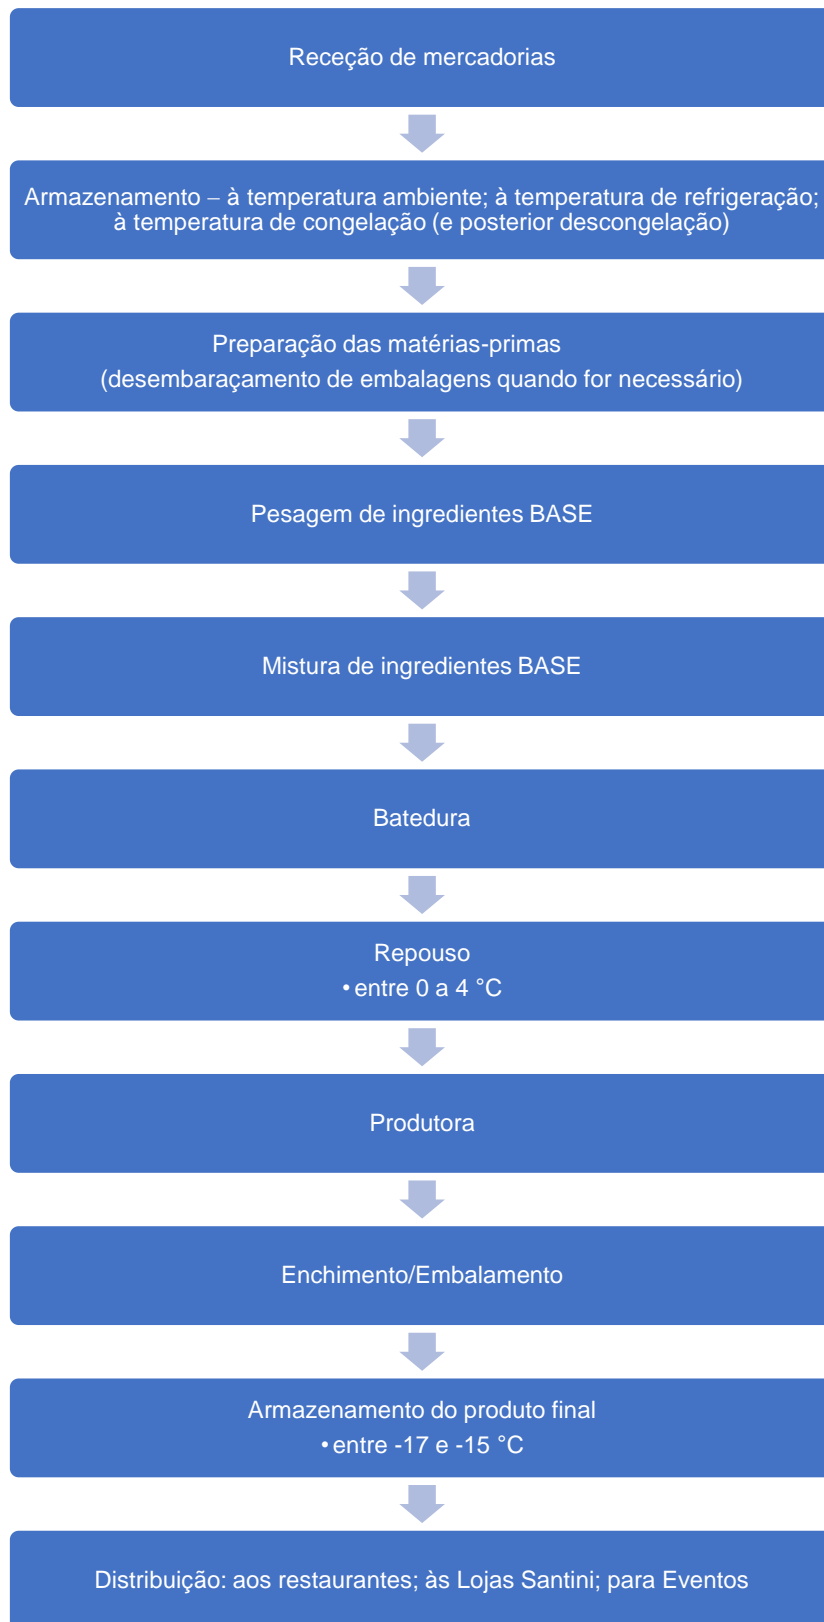 Receção de mercadorias
Armazenamento – à temperatura ambiente; à temperatura de refrigeração;
à temperatura de congelação (e posterior descongelação)
Preparação das matérias-primas
(desembaraçamento de embalagens quando for necessário)
Pesagem de ingredientes BASE
Mistura de ingredientes BASE
Batedura
Repouso
• entre 0 a 4 °C
Produtora
Enchimento/Embalamento
Armazenamento do produto final
• entre -17 e -15 °C
Distribuição: aos restaurantes; às Lojas Santini; para Eventos